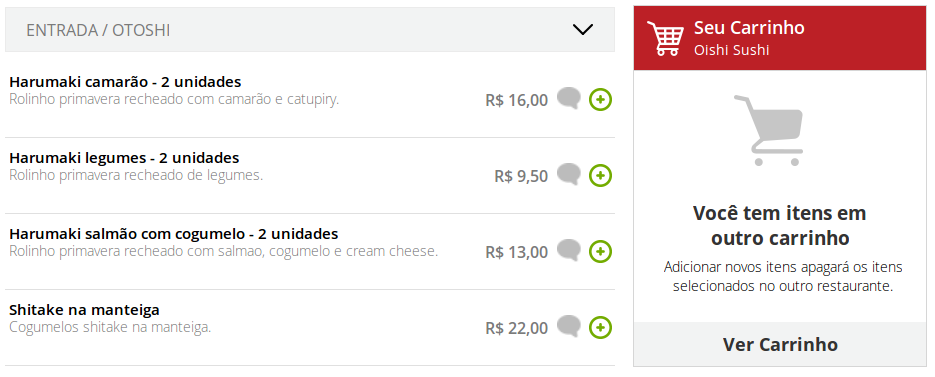 ENTRADA / OTOSHI
Harumaki camarão - 2 unidades
Rolinho primavera recheado com camarão e catupiry.
R$ 16,00
Harumaki legumes - 2 unidades
Rolinho primavera recheado de legumes.
R$ 9,50
Harumaki salmão com cogumelo - 2 unidades
Rolinho primavera recheado com salmao, cogumelo e cream cheese.
R$ 13,00
Shitake na manteiga
Cogumelos shitake na manteiga.
R$ 22,00
Seu Carrinho
Oishi Sushi
Você tem itens em
outro carrinho
Adicionar novos itens apagará os itens
selecionados no outro restaurante.
Ver Carrinho